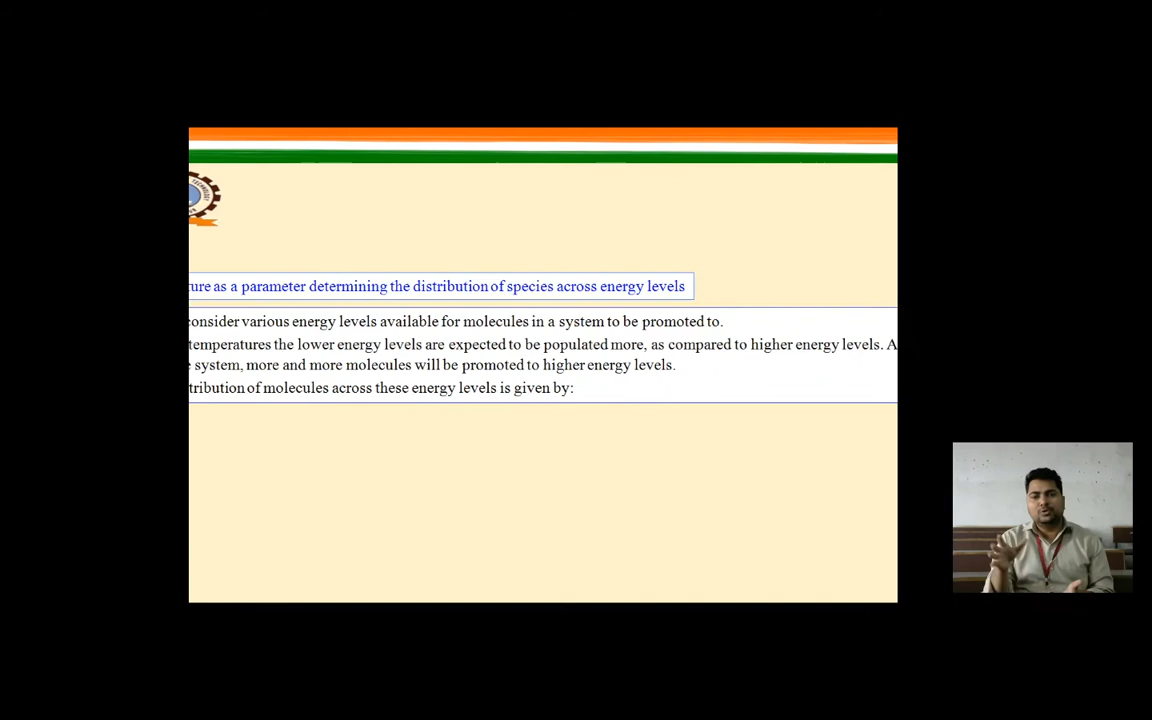 TECHNOLOGY
ture as a parameter determining the distribution of species across energy levels
consider various energy levels available for molecules in a system to be promoted to.
temperatures the lower energy levels are expected to be populated more, as compared to higher energy levels. A
system, more and more molecules will be promoted to higher energy levels.
tribution of molecules across these energy levels is given by: